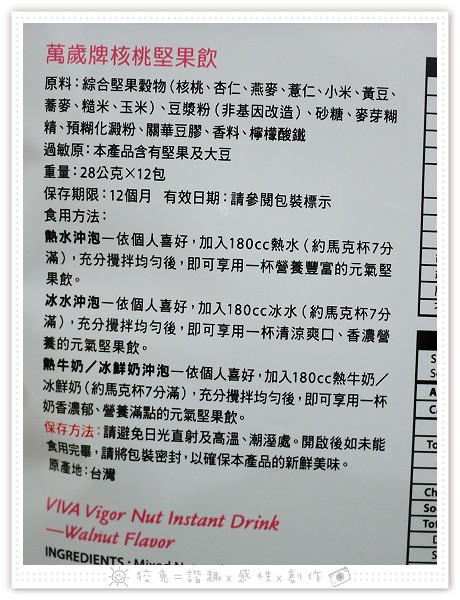 萬歲牌核桃堅果飲
原料：綜合堅果穀物（核桃、杏仁、燕麥、薏仁、小米、黃豆、
蕎麥、糙米、玉米）、豆漿粉（非基因改造）、砂糖、麥芽糊
精、預糊化澱粉、關華豆膠、香料、檸檬酸鐵
過敏原：本產品含有堅果及大豆
重量：28公克×12包
保存期限：12個月　有效日期：請參閱包裝標示
食用方法：
熱水沖泡—依個人喜好，加入180cc熱水（約馬克杯7分
滿），充分攪拌均勻後，即可享用一杯營養豐富的元氣堅
果飲。
冰水沖泡—依個人喜好，加入180cc冰水（約馬克杯7分
滿），充分攪拌均勻後，即可享用一杯清涼爽口、香濃營
養的元氣堅果飲。
熱牛奶／冰鮮奶沖泡—依個人喜好，加入180cc熱牛奶／
冰鮮奶（約馬克杯7分滿），充分攪拌均勻後，即可享用一杯
奶香濃郁、營養滿點的元氣堅果飲。
保存方法：請避免日光直射及高溫、潮溼處。開啟後如未能
食用完畢，請將包裝密封，以確保本產品的新鮮美味。
原產地：台灣
VIVA Vigor Nut Instant Drink
—Walnut Flavor
INGREDIENTS : Mixed
狡兔=諧趣x感性x創作